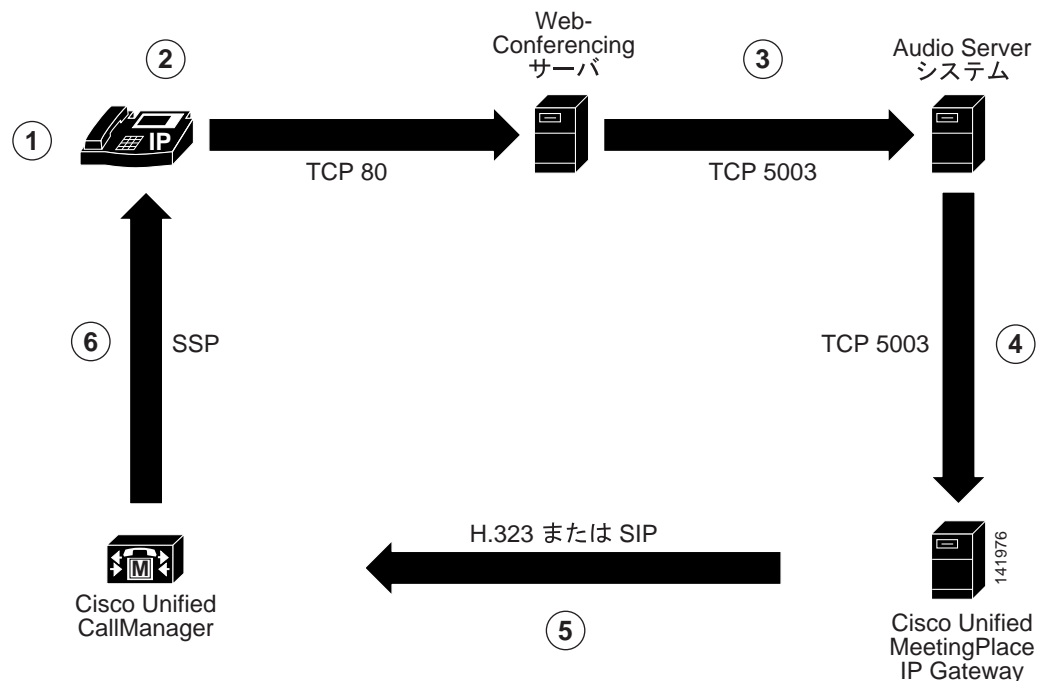 2
Web-
Conferencing
サーバ
3
Audio Server
システム
1
IP
TCP 80
TCP 5003
6
SSP
TCP 5003
4
H.323 または SIP
M
Cisco Unified
CallManager
5
141976
Cisco Unified
MeetingPlace
IP Gateway